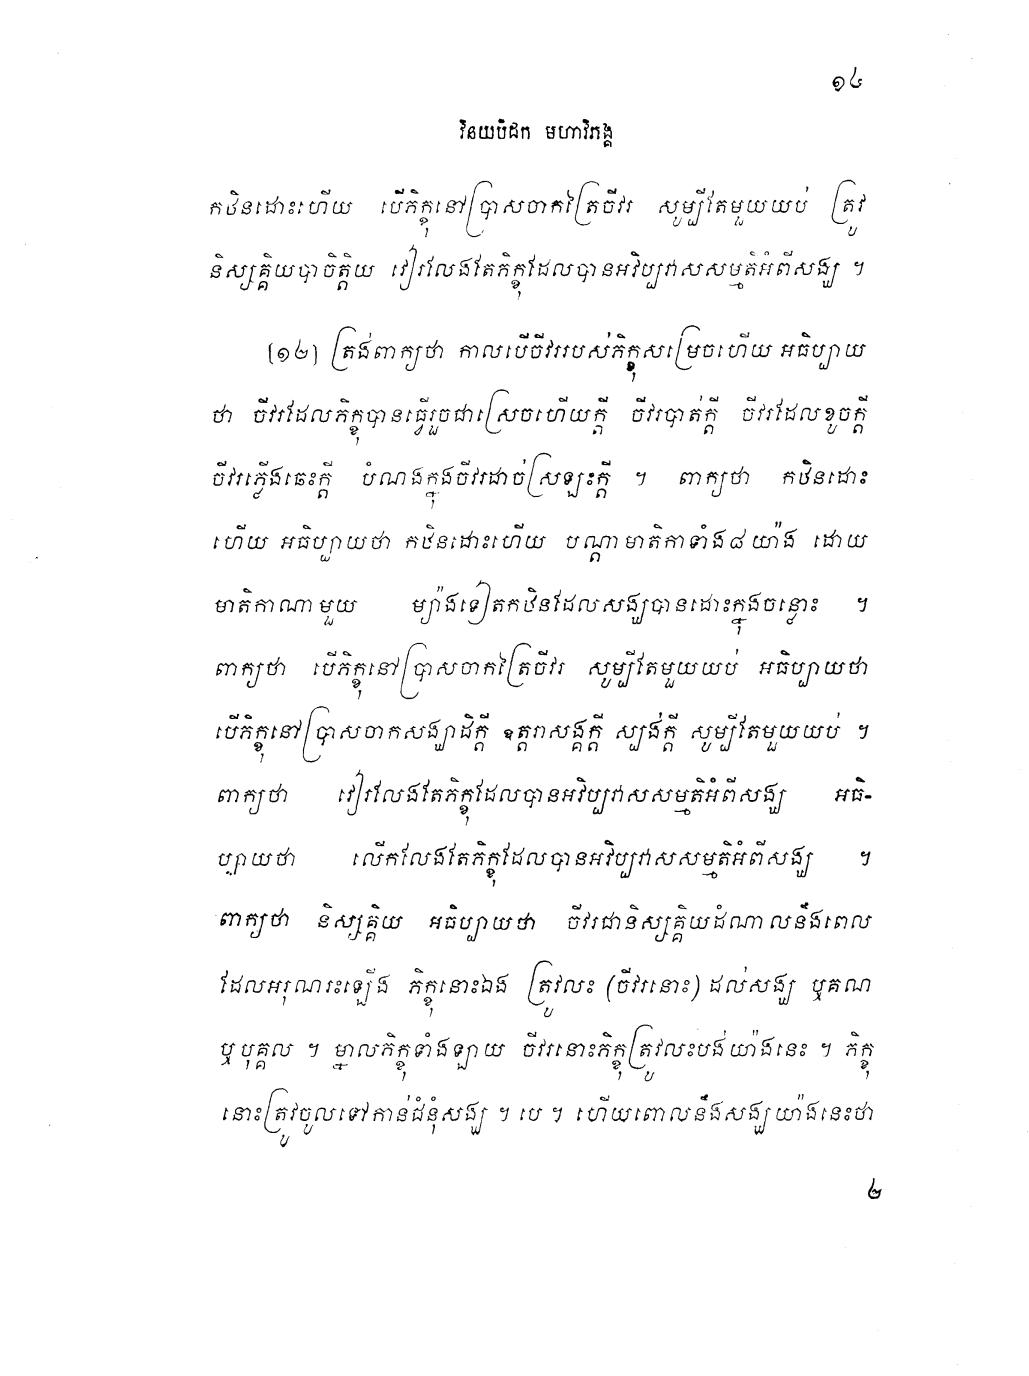 ១៤
វិនយបិដក មហាវិភង្គ
កឋិនដោះហើយ បើភិក្ខុនៅប្រាសចាកត្រៃចីវរ សូម្បីតែមួយយប់ ត្រូវ
និស្សគ្គិយបាចិត្តិយ វៀរលែងតែភិក្ខុដែលបានអវិប្បវាសសម្មតិអំពីសង្ឃ ។
[១២] ត្រង់ពាក្យថា កាលបើចីវររបស់ភិក្ខុសម្រេចហើយ អធិប្បាយ
ថា ចីវរដែលភិក្ខុបានធ្វើរួចជាស្រេចហើយក្តី ចីវរបាត់ក្តី ចីវរដែលខូចក្តី
ចីវរភ្លើងឆេះក្តី បំណងក្នុងចីវរដាច់ស្រឡះក្តី ។ ពាក្យថា កឋិនដោះ
ហើយ អធិប្បាយថា កឋិនដោះហើយ បណ្តាមាតិកាទាំង៨យ៉ាង ដោយ
មាតិកាណាមួយ ម្យ៉ាងទៀតកឋិនដែលសង្ឃបានដោះក្នុងចន្លោះ ។
ពាក្យថា បើភិក្ខុនៅប្រាសចាកត្រៃចីវរ សូម្បីតែមួយយប់ អធិប្បាយថា
បើភិក្ខុនៅប្រាសចាកសង្ឃាដិក្តី ឧត្តរាសង្គក្តី ស្បង់ក្តី សូម្បីតែមួយយប់ ។
ពាក្យថា វៀរលែងតែភិក្ខុដែលបានអវិប្បវាសសម្មតិអំពីសង្ឃ អធិ-
ប្បាយថា លើកលែងតែភិក្ខុដែលបានអវិប្បវាសសម្មតិអំពីសង្ឃ ។
ពាក្យថា និស្សគ្គិយ អធិប្បាយថា ចីវរជានិស្សគ្គិយដំណាលនឹងពេល
ដែលអរុណរះឡើង ភិក្ខុនោះឯង ត្រូវលះ (ចីវរនោះ) ដល់សង្ឃ ឬគណ
ឬបុគ្គល ។ ម្នាលភិក្ខុទាំងឡាយ ចីវរនោះភិក្ខុត្រូវលះបង់យ៉ាងនេះ ។ ភិក្ខុ
នោះត្រូវចូលទៅកាន់ជំនុំសង្ឃ ។ បេ ។ ហើយពោលនឹងសង្ឃយ៉ាងនេះថា
២